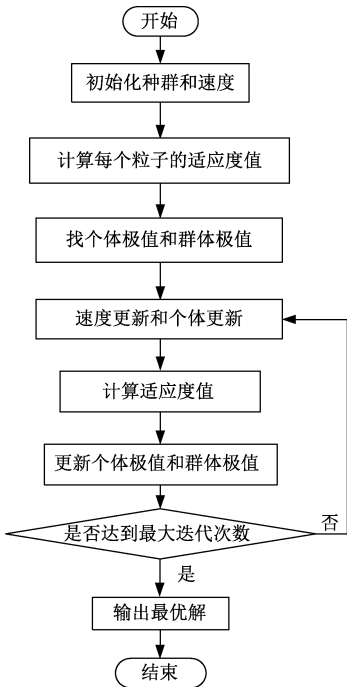 开始
初始化种群和速度
计算每个粒子的适应度值
找个体极值和群体极值
速度更新和个体更新
计算适应度值
更新个体极值和群体极值
是否达到最大迭代次数
否
是
输出最优解
结束